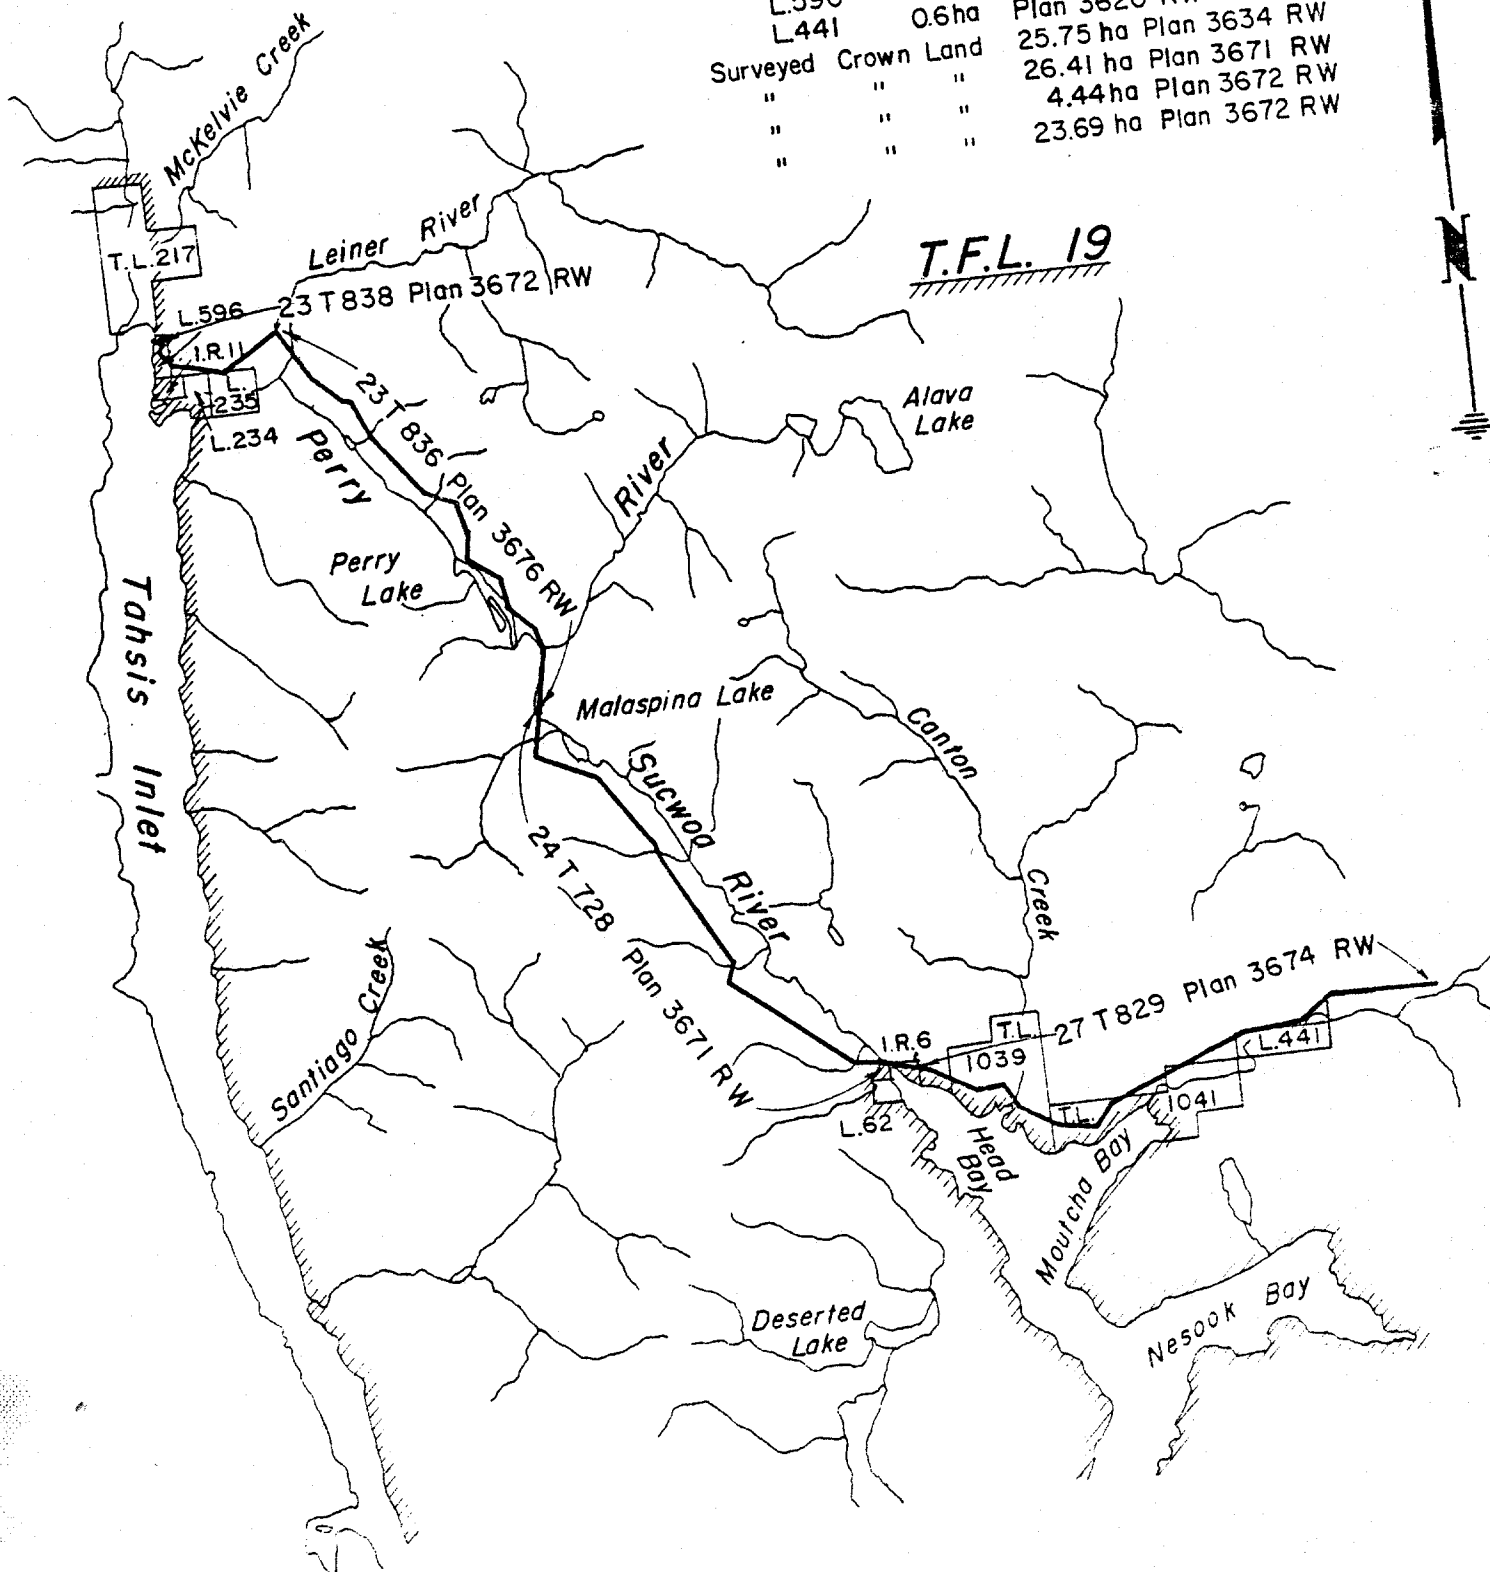 L.596
L.441 0.6ha Plan 3626 RW
Surveyed Crown Land 25.75 ha Plan 3634 RW
" " " 26.41 ha Plan 3671 RW
" " " 4.44ha Plan 3672 RW
" " " 23.69 ha Plan 3672 RW
T.F.L. 19
N
McKelvie Creek
Leiner River
T.L.217
23 T 838 Plan 3672 RW
L.596
I.R.11
L.
235
L.234
23 T 836 Plan 3676 RW
Perry
River
Alava
Lake
Perry
Lake
Tahsis Inlet
Malaspina Lake
Sucwoa River
Canton
Creek
24 T 728 Plan 3671 RW
Santiago Creek
27 T 829 Plan 3674 RW
I.R.6
T.L.
1039
L.441
T.L.
1041
L.62
Head
Bay
Moutcha Bay
Nesook Bay
Deserted
Lake